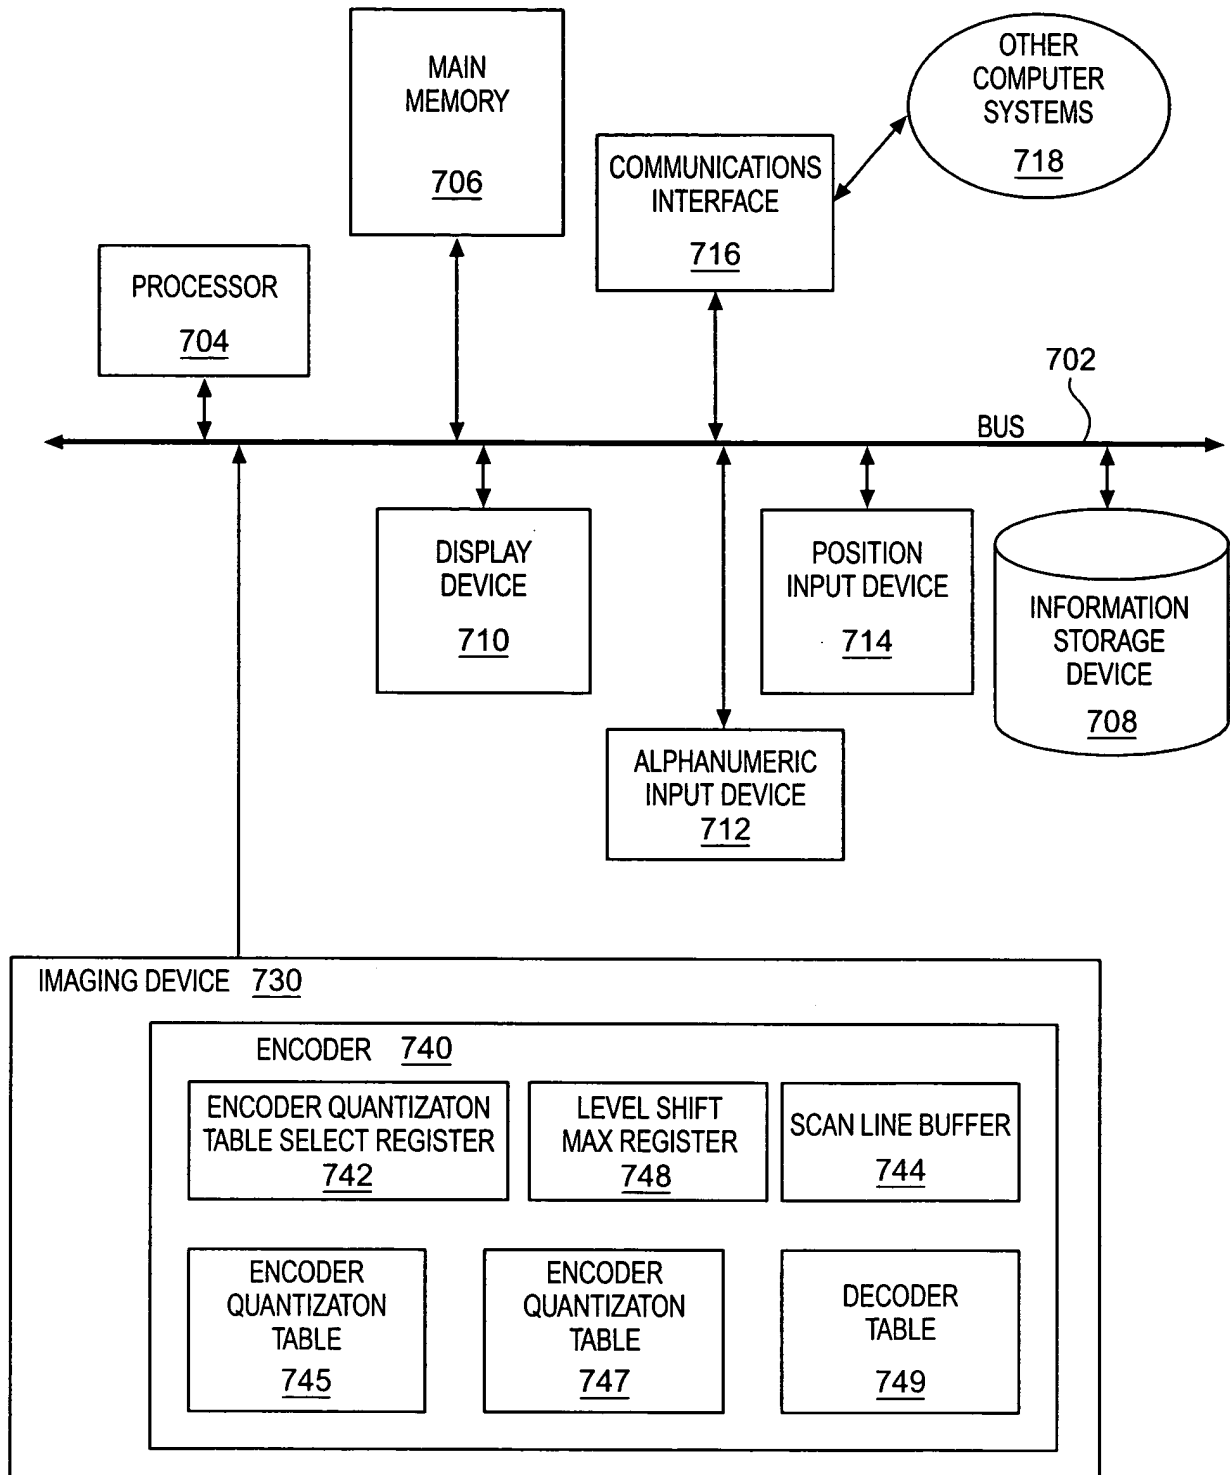 MAIN
MEMORY
706
OTHER
COMPUTER
SYSTEMS
718
COMMUNICATIONS
INTERFACE
716
PROCESSOR
704
702
BUS
DISPLAY
DEVICE
710
POSITION
INPUT DEVICE
714
INFORMATION
STORAGE
DEVICE
708
ALPHANUMERIC
INPUT DEVICE
712
IMAGING DEVICE 730
ENCODER 740
ENCODER QUANTIZATON
TABLE SELECT REGISTER
742
LEVEL SHIFT
MAX REGISTER
748
SCAN LINE BUFFER
744
ENCODER
QUANTIZATON
TABLE
745
ENCODER
QUANTIZATON
TABLE
747
DECODER
TABLE
749